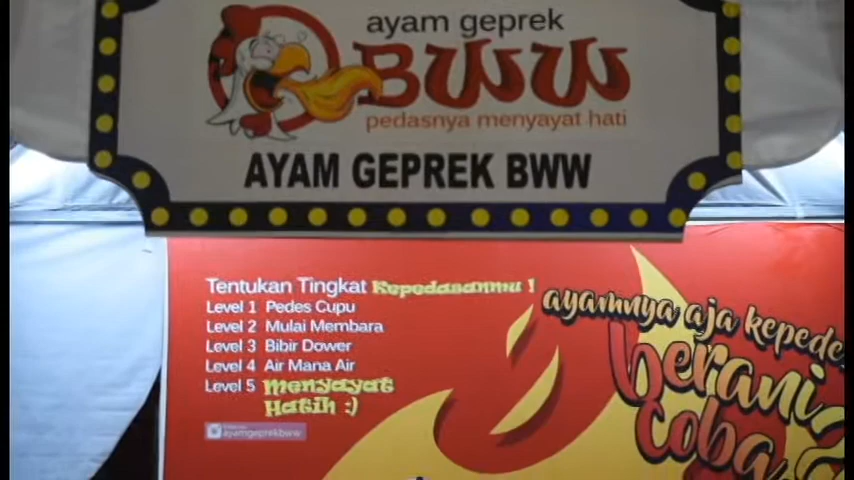 ayam geprek
BWW
pedasnya menyayat hati
AYAM GEPREK BWW
Tentukan Tingkat Kepedasanmu !
Level 1 Pedes Cupu
Level 2 Mulai Membara
Level 3 Bibir Dower
Level 4 Air Mana Air
Level 5 Menyayat
Hatih ;)
ayamgeprekbww
ayamnya aja kepedes
berani
Coba